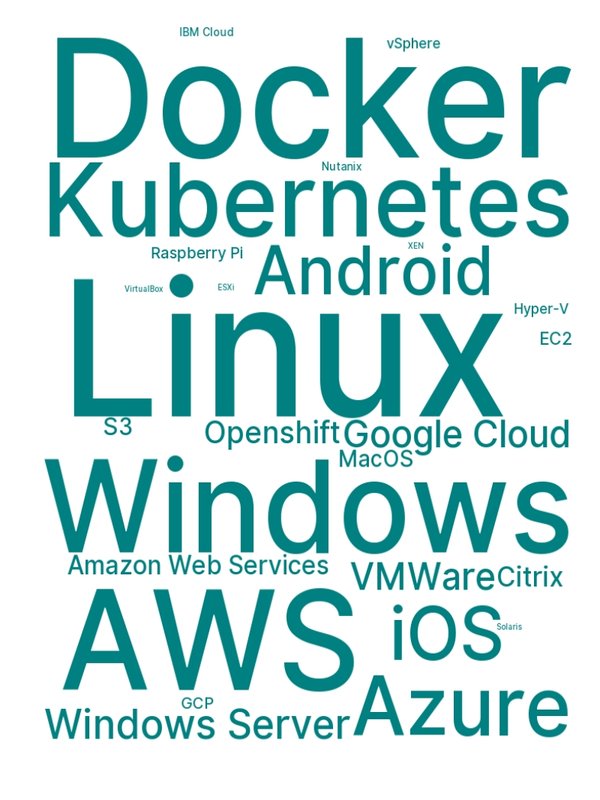 IBM Cloud
vSphere
Docker
Nutanix
Kubernetes
XEN
Raspberry Pi
Android
VirtualBox
ESXi
Linux
Hyper-V
EC2
S3
Openshift
Google Cloud
MacOS
Windows
Amazon Web Services
VMWare
Citrix
AWS
iOS
Solaris
GCP
Windows Server
Azure